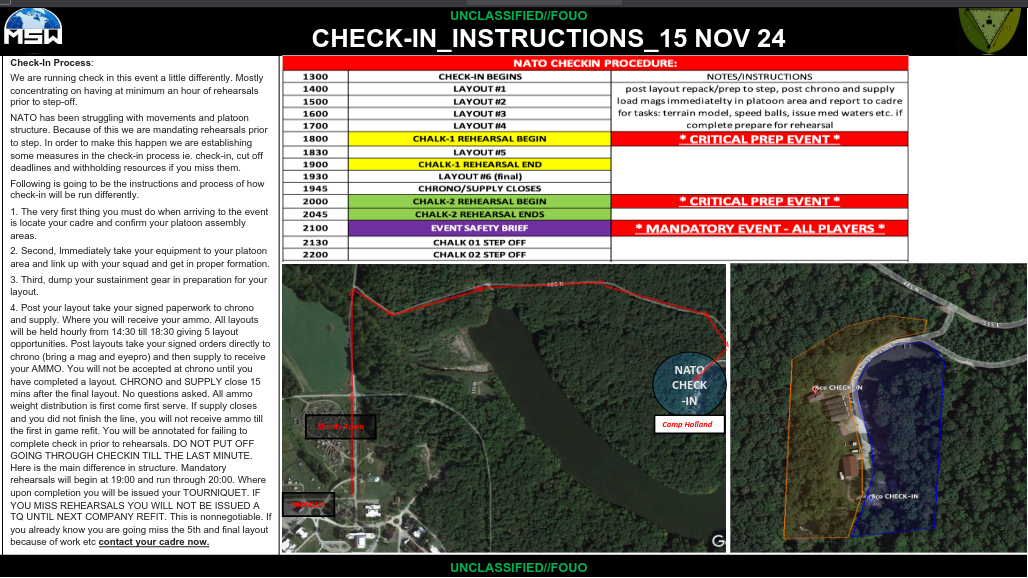 UNCLASSIFIED//FOUO
MSW
CHECK-IN_INSTRUCTIONS_15 NOV 24
Check-In Process:
We are running check in this event a little differently. Mostly
concentrating on having at minimum an hour of rehearsals
prior to step-off.
NATO has been struggling with movements and platoon
structure. Because of this we are mandating rehearsals prior
to step. In order to make this happen we are establishing
some measures in the check-in process ie. check-in, cut off
deadlines and withholding resources if you miss them.
Following is going to be the instructions and process of how
check-in will be run differently.
1. The very first thing you must do when arriving to the event
is locate your cadre and confirm your platoon assembly
areas.
2. Second, Immediately take your equipment to your platoon
area and link up with your squad and get in proper formation.
3. Third, dump your sustainment gear in preparation for your
layout.
4. Post your layout take your signed paperwork to chrono
and supply. Where you will receive your ammo. All layouts
will be held hourly from 14:30 till 18:30 giving 5 layout
opportunities. Post layouts take your signed orders directly to
chrono (bring a mag and eyepro) and then supply to receive
your AMMO. You will not be accepted at chrono until you
have completed a layout. CHRONO and SUPPLY close 15
mins after the final layout. No questions asked. All ammo
weight distribution is first come first serve. If supply closes
and you did not finish the line, you will not receive ammo till
the first in game refit. You will be annotated for failing to
complete check in prior to rehearsals. DO NOT PUT OFF
GOING THROUGH CHECKIN TILL THE LAST MINUTE.
Here is the main difference in structure. Mandatory
rehearsals will begin at 19:00 and run through 20:00. Where
upon completion you will be issued your TORNIQUET. IF
YOU MISS REHEARSALS YOU WILL NOT BE ISSUED A
TQ UNTIL NEXT COMPANY REFIT. This is nonnegotiable. If
you already know you are going miss the 5th and final layout
because of work etc contact your cadre now.
NATO CHECKIN PROCEDURE:
1300 CHECK-IN BEGINS NOTES/INSTRUCTIONS
1400 LAYOUT #1
1500 LAYOUT #2
1600 LAYOUT #3
1700 LAYOUT #4
post layout repack/prep to step, post chrono and supply
load mags immediatelty in platoon area and report to cadre
for tasks: terrain model, speed balls, issue med waters etc. if
complete prepare for rehearsal
1800 CHALK-1 REHEARSAL BEGIN * CRITICAL PREP EVENT *
1830 LAYOUT #5
1900 CHALK-1 REHEARSAL END
1930 LAYOUT #6 (final)
1945 CHRONO/SUPPLY CLOSES
2000 CHALK-2 REHEARSAL BEGIN * CRITICAL PREP EVENT *
2045 CHALK-2 REHEARSAL ENDS
2100 EVENT SAFETY BRIEF * MANDATORY EVENT - ALL PLAYERS *
2130 CHALK 01 STEP OFF
2200 CHALK 02 STEP OFF
NATO
CHECK
-IN
Camp Holland
G
Aco CHECK-IN
Bco CHECK-IN
UNCLASSIFIED//FOUO